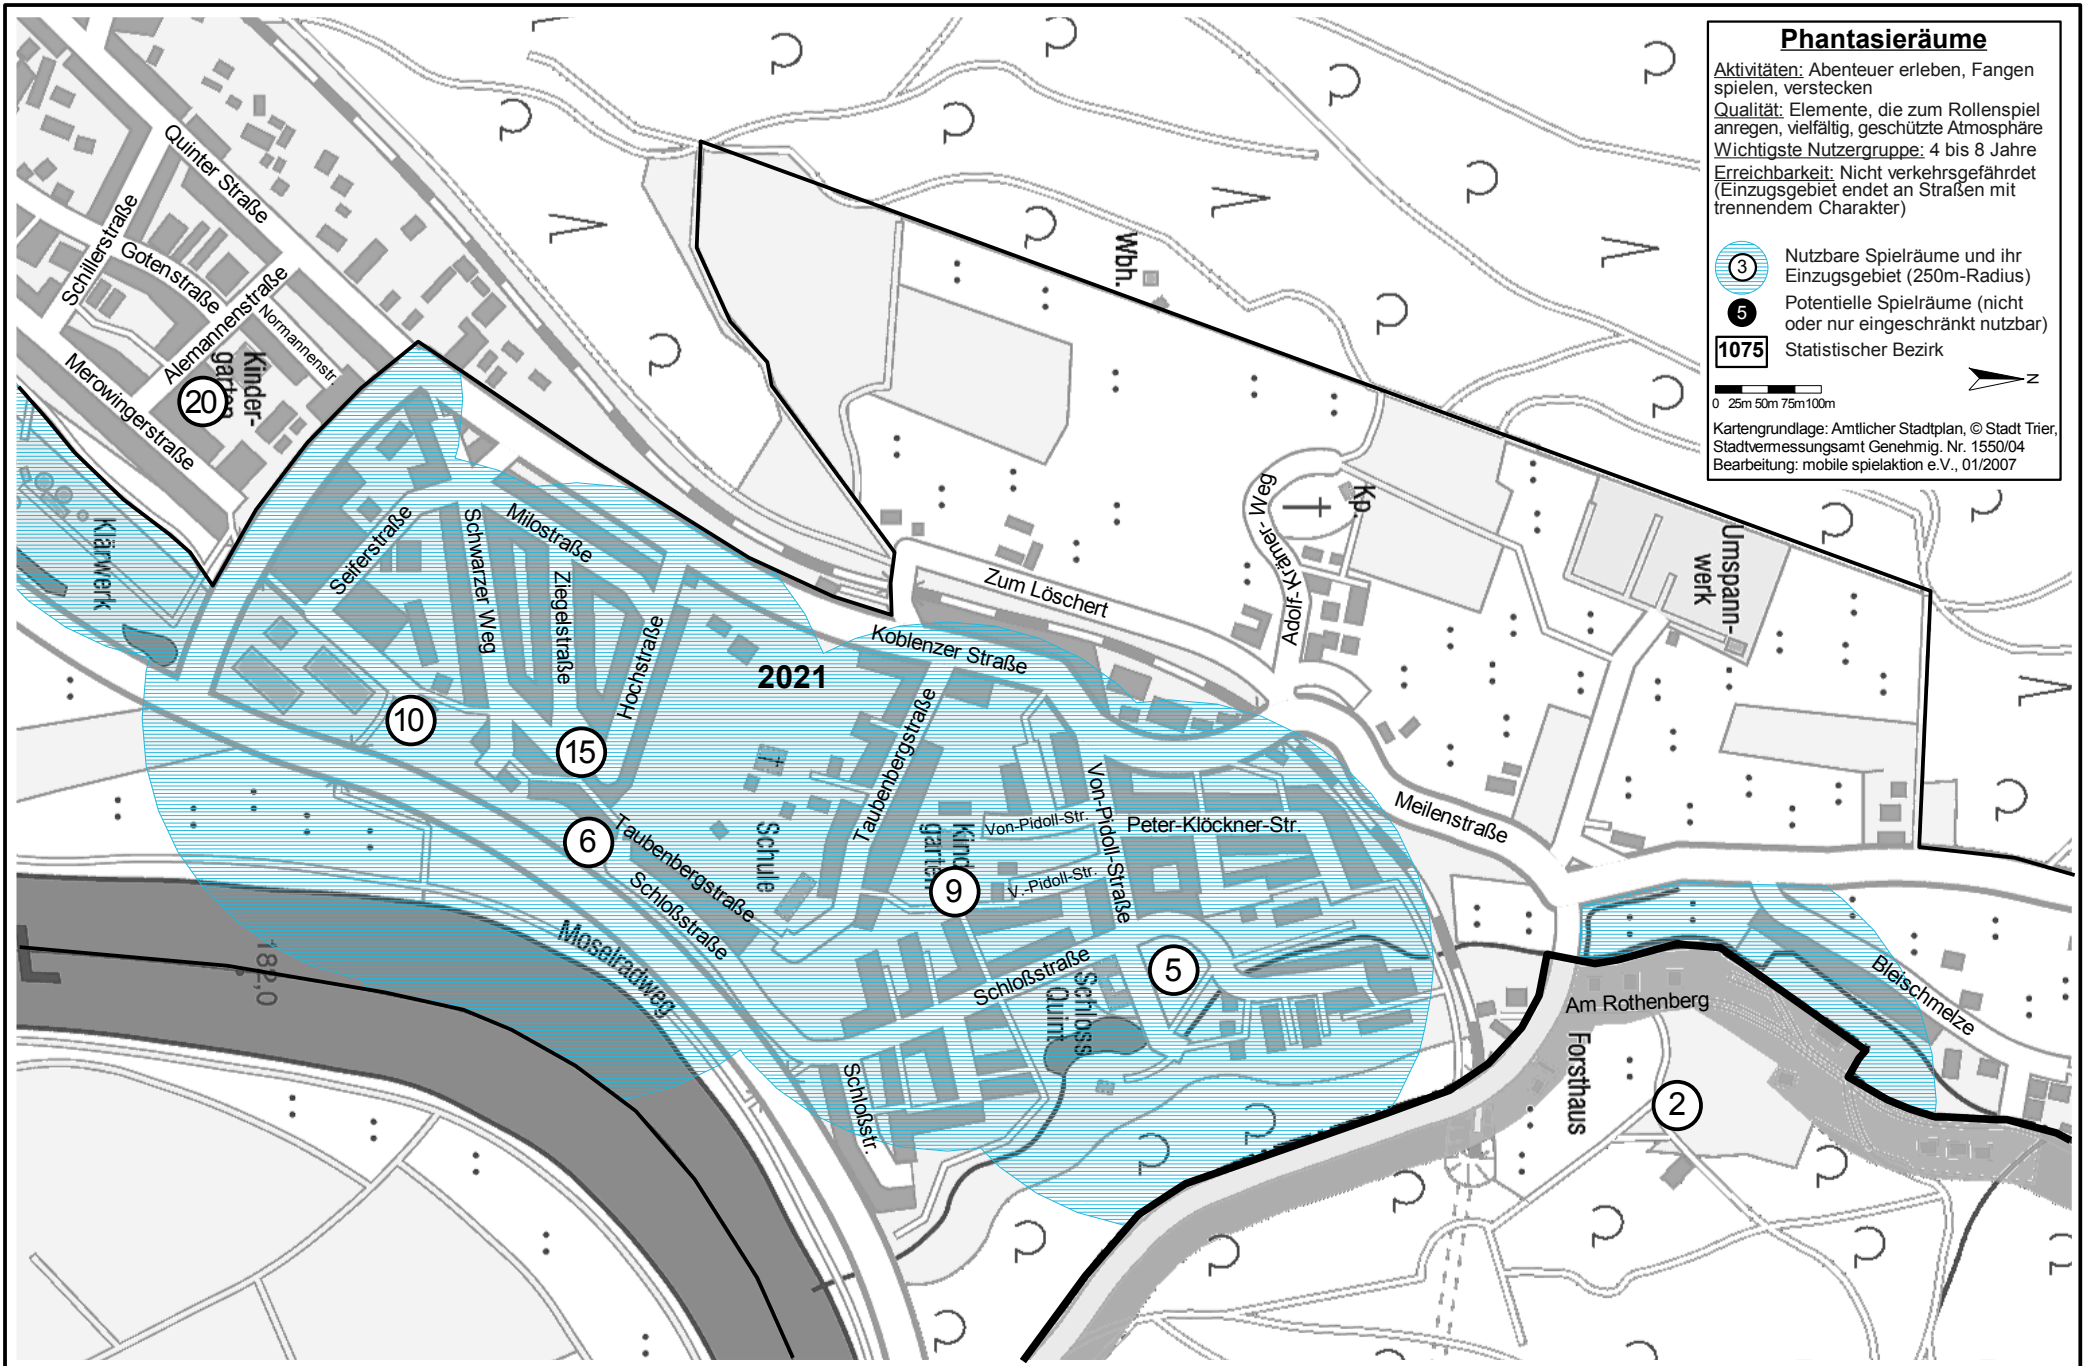 Phantasieräume
Aktivitäten: Abenteuer erleben, Fangen
spielen, verstecken
Qualität: Elemente, die zum Rollenspiel
anregen, vielfältig, geschützte Atmosphäre
Wichtigste Nutzergruppe: 4 bis 8 Jahre
Erreichbarkeit: Nicht verkehrsgefährdet
(Einzugsgebiet endet an Straßen mit
trennendem Charakter)
3
Nutzbare Spielräume und ihr
Einzugsgebiet (250m-Radius)
5
Potentielle Spielräume (nicht
oder nur eingeschränkt nutzbar)
1075
Statistischer Bezirk
N
0 25m 50m 75m 100m
Kartengrundlage: Amtlicher Stadtplan, © Stadt Trier,
Stadtvermessungsamt Genehmig. Nr. 1550/04
Bearbeitung: mobile spielaktion e.V., 01/2007
Quinter Straße
Schillerstraße
Gotenstraße
Alemannenstraße
Normannenstr.
Merowingerstraße
Kinder-
garten
20
Klärwerk
Seiferstraße
Schwarzer Weg
Milostraße
Ziegelstraße
Hochstraße
10
15
6
2021
Koblenzer Straße
Zum Löschert
Adolf-Krämer-Weg
Kp.
Wbh.
Umspann-
werk
Meilenstraße
Taubenbergstraße
Schule
Taubenbergstraße
Schloßstraße
Moselradweg
182,0
9
Von-Pidoll-Str.
V.-Pidoll-Str.
Von-Pidoll-Straße
Peter-Klöckner-Str.
5
Schloßstraße
Schloss
Quint
Schloßstr.
Bleischmelze
Am Rothenberg
Forsthaus
2